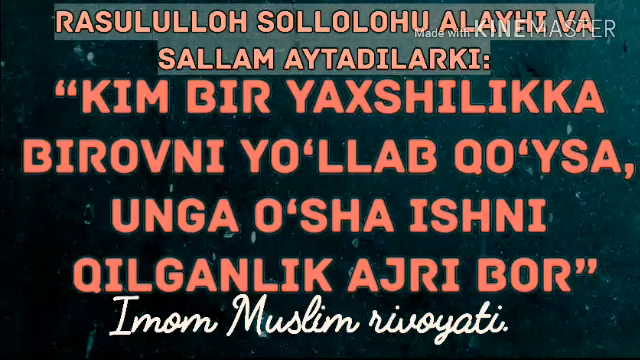 RASULULLOH SOLLOLOHU ALAYHI VA
Made with KINEMASTER
SALLAM AYTADILARKI:
“KIM BIR YAXSHILIKKA
BIROVNI YO‘LLAB QO‘YSA,
UNGA O‘SHA ISHNI
QILGANLIK AJRI BOR”
Imom Muslim rivoyati.